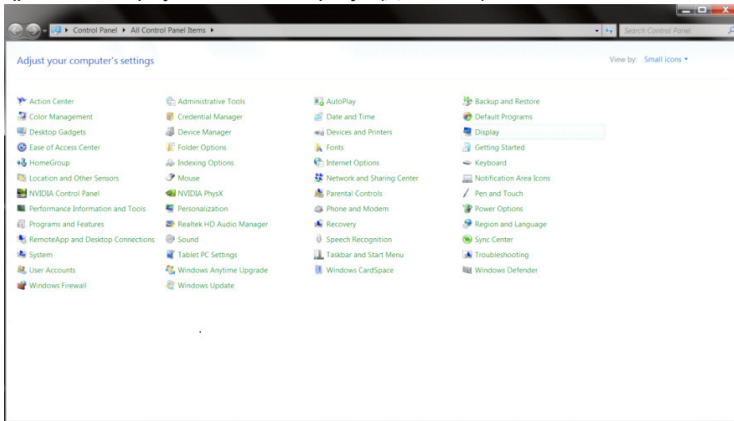 Control Panel All Control Panel Items
Search Control Panel
Adjust your computer's settings
View by: Small icons
Action Center Administrative Tools AutoPlay Backup and Restore
Color Management Credential Manager Date and Time Default Programs
Desktop Gadgets Device Manager Devices and Printers Display
Ease of Access Center Folder Options Fonts Getting Started
HomeGroup Indexing Options Internet Options Keyboard
Location and Other Sensors Mouse Network and Sharing Center Notification Area Icons
NVIDIA Control Panel NVIDIA PhysX Parental Controls Pen and Touch
Performance Information and Tools Personalization Phone and Modem Power Options
Programs and Features Realtek HD Audio Manager Recovery Region and Language
RemoteApp and Desktop Connections Sound Speech Recognition Sync Center
System Tablet PC Settings Taskbar and Start Menu Troubleshooting
User Accounts Windows Anytime Upgrade Windows CardSpace Windows Defender
Windows Firewall Windows Update